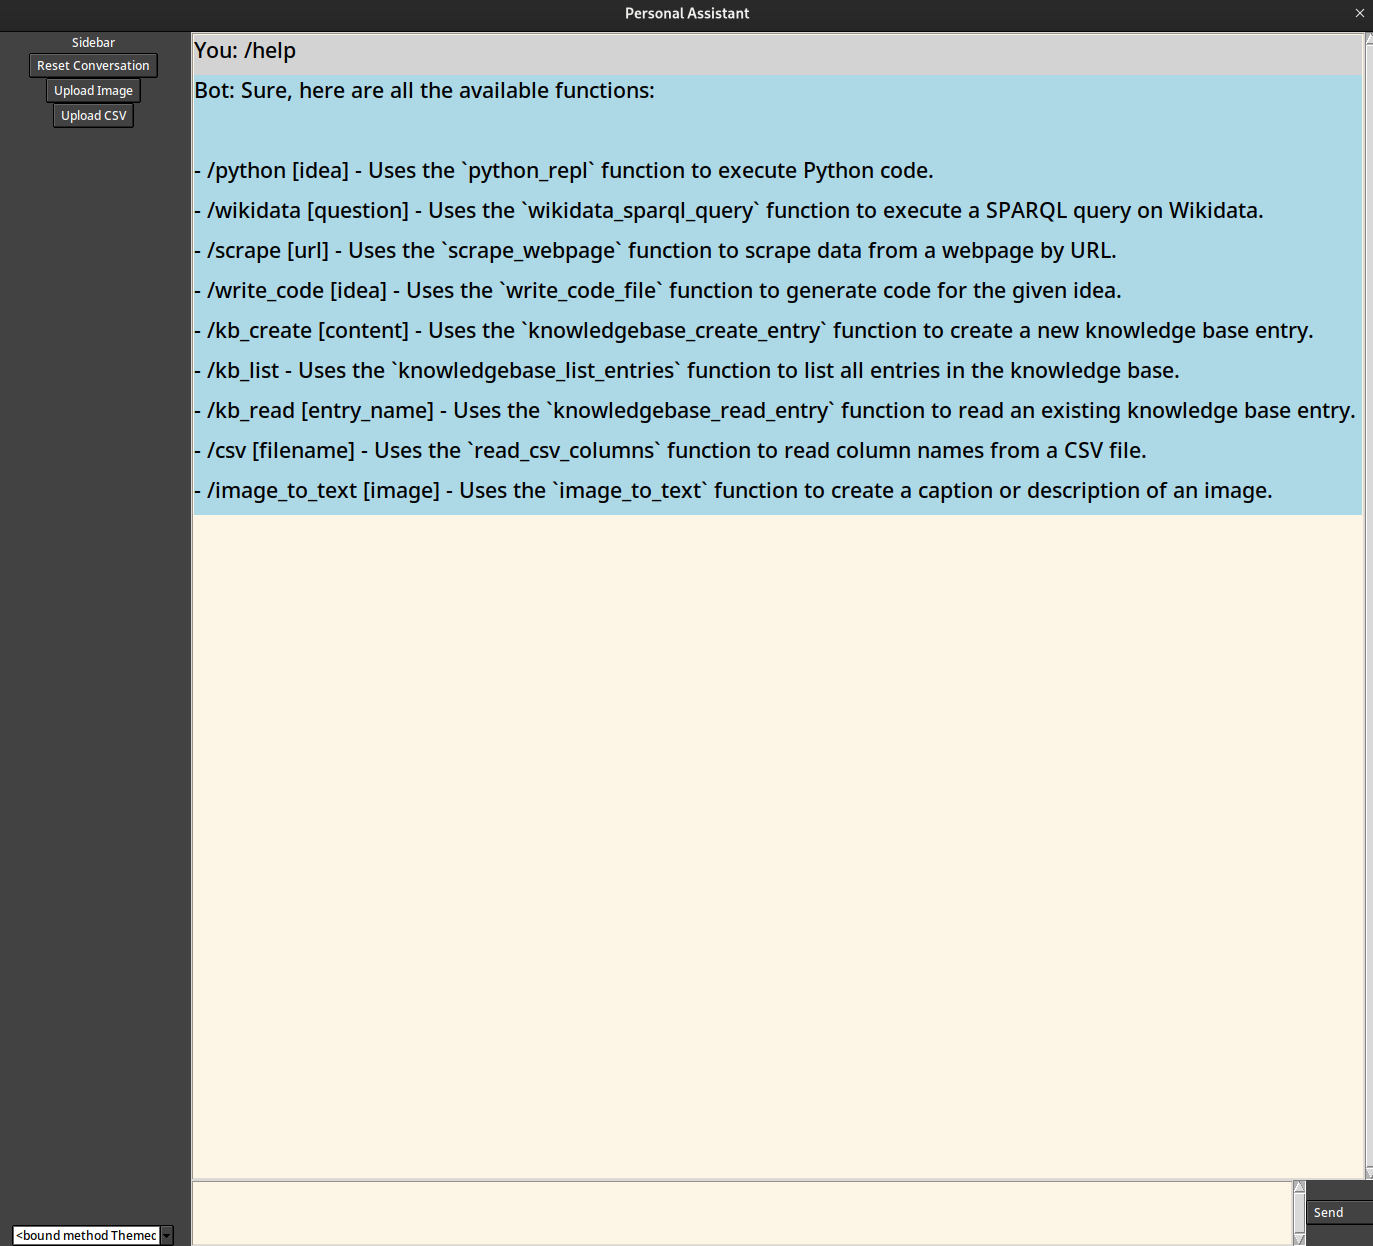 Personal Assistant
Sidebar
Reset Conversation
Upload Image
Upload CSV
You: /help
Bot: Sure, here are all the available functions:
- /python [idea] - Uses the `python_repl` function to execute Python code.
- /wikidata [question] - Uses the `wikidata_sparql_query` function to execute a SPARQL query on Wikidata.
- /scrape [url] - Uses the `scrape_webpage` function to scrape data from a webpage by URL.
- /write_code [idea] - Uses the `write_code_file` function to generate code for the given idea.
- /kb_create [content] - Uses the `knowledgebase_create_entry` function to create a new knowledge base entry.
- /kb_list - Uses the `knowledgebase_list_entries` function to list all entries in the knowledge base.
- /kb_read [entry_name] - Uses the `knowledgebase_read_entry` function to read an existing knowledge base entry.
- /csv [filename] - Uses the `read_csv_columns` function to read column names from a CSV file.
- /image_to_text [image] - Uses the `image_to_text` function to create a caption or description of an image.
Send
<bound method Themec